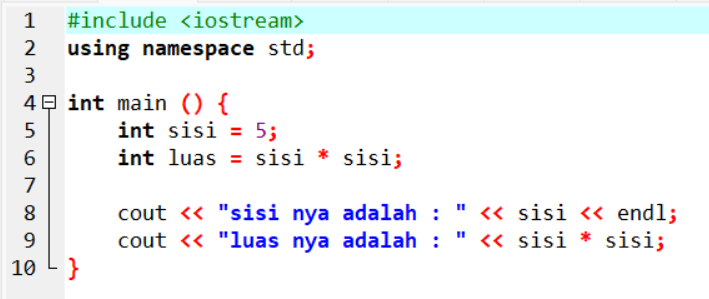 1 #include <iostream>
2 using namespace std;
3
4 int main () {
5 int sisi = 5;
6 int luas = sisi * sisi;
7
8 cout << "sisi nya adalah : " << sisi << endl;
9 cout << "luas nya adalah : " << sisi * sisi;
10 }